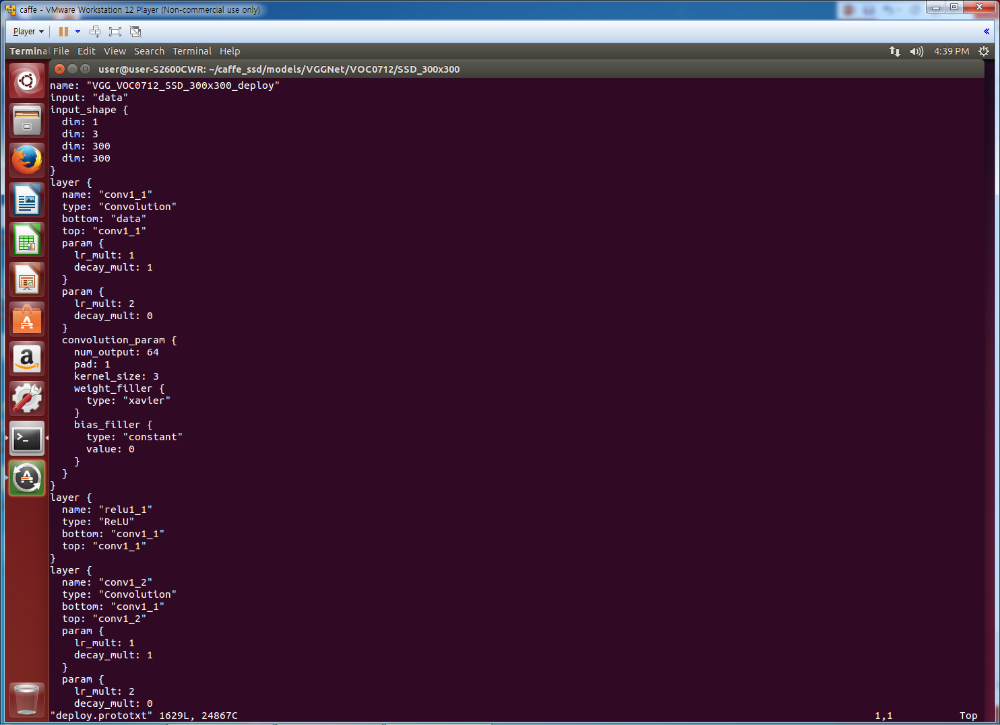 caffe - VMware Workstation 12 Player (Non-commercial use only)
Player
Terminal File Edit View Search Terminal Help 4:39 PM
user@user-S2600CWR: ~/caffe_ssd/models/VGGNet/VOC0712/SSD_300x300
name: "VGG_VOC0712_SSD_300x300_deploy"
input: "data"
input_shape {
  dim: 1
  dim: 3
  dim: 300
  dim: 300
}
layer {
  name: "conv1_1"
  type: "Convolution"
  bottom: "data"
  top: "conv1_1"
  param {
    lr_mult: 1
    decay_mult: 1
  }
  param {
    lr_mult: 2
    decay_mult: 0
  }
  convolution_param {
    num_output: 64
    pad: 1
    kernel_size: 3
    weight_filler {
      type: "xavier"
    }
    bias_filler {
      type: "constant"
      value: 0
    }
  }
}
layer {
  name: "relu1_1"
  type: "ReLU"
  bottom: "conv1_1"
  top: "conv1_1"
}
layer {
  name: "conv1_2"
  type: "Convolution"
  bottom: "conv1_1"
  top: "conv1_2"
  param {
    lr_mult: 1
    decay_mult: 1
  }
  param {
    lr_mult: 2
    decay_mult: 0
"deploy.prototxt" 1629L, 24867C 1,1 Top